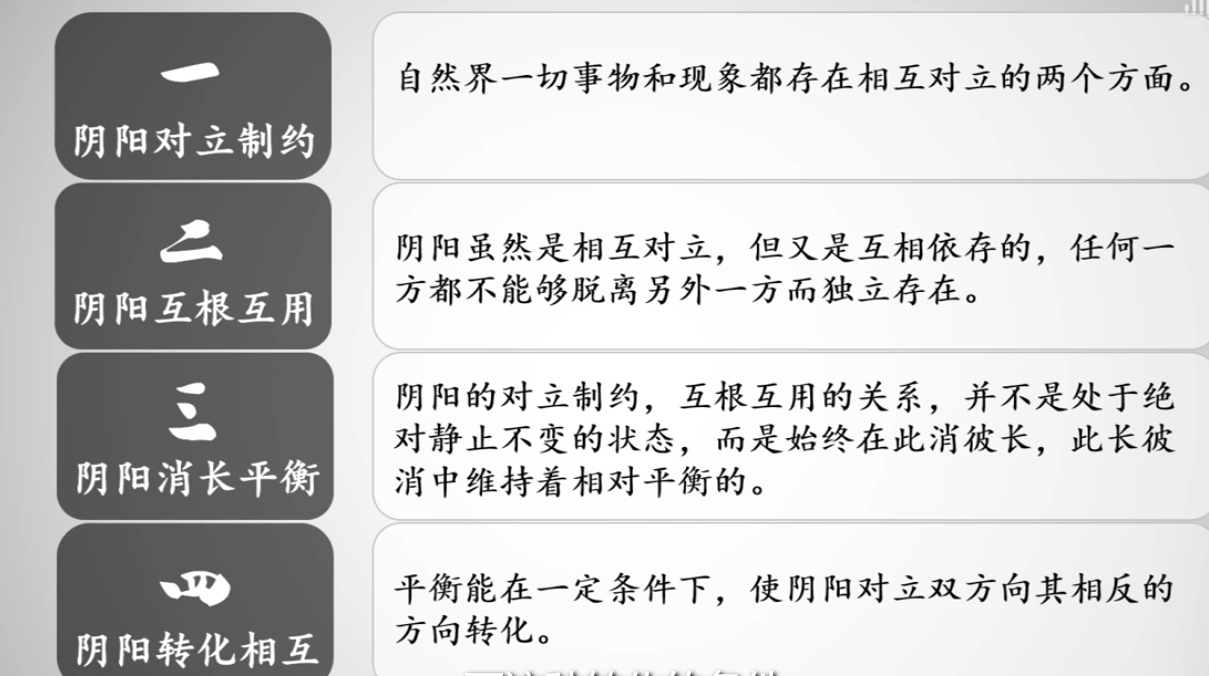 一
阴阳对立制约
自然界一切事物和现象都存在相互对立的两个方面。
二
阴阳互根互用
阴阳虽然是相互对立，但又是互相依存的，任何一
方都不能够脱离另外一方而独立存在。
三
阴阳消长平衡
阴阳的对立制约，互根互用的关系，并不是处于绝
对静止不变的状态，而是始终在此消彼长，此长彼
消中维持着相对平衡的。
四
阴阳转化相互
平衡能在一定条件下，使阴阳对立双方向其相反的
方向转化。